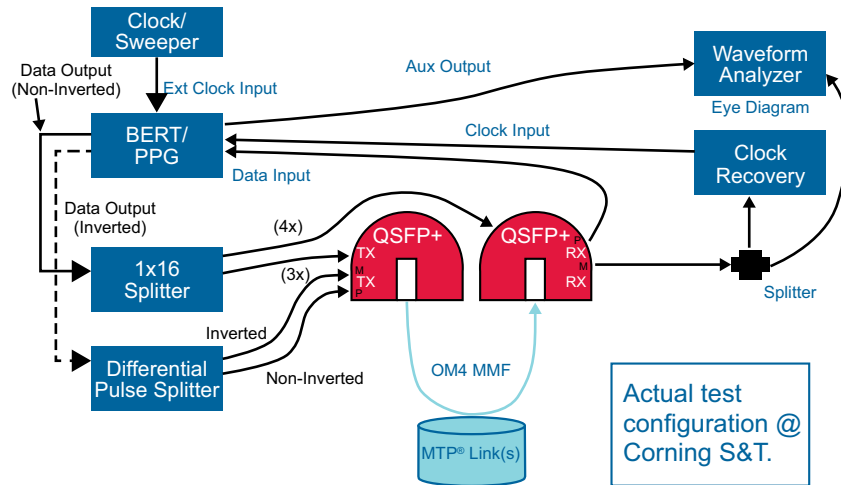 Clock/
Sweeper
Data Output
(Non-Inverted)
Ext Clock Input
Aux Output
Waveform
Analyzer
Eye Diagram
BERT/
PPG
Clock Input
Clock
Recovery
Data Input
Data Output
(Inverted)
(4x)
1x16
Splitter
(3x)
QSFP+
TX
M
TX
P
QSFP+
P
RX
M
RX
Splitter
Inverted
Differential
Pulse Splitter
Non-Inverted
OM4 MMF
MTP® Link(s)
Actual test
configuration @
Corning S&T.